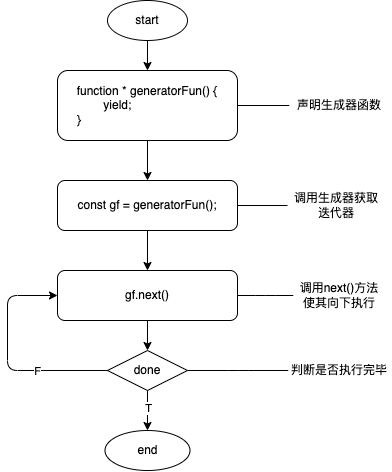 start
function * generatorFun() {
yield;
}
声明生成器函数
const gf = generatorFun();
调用生成器获取
迭代器
gf.next()
调用next()方法
使其向下执行
done
F
判断是否执行完毕
T
end